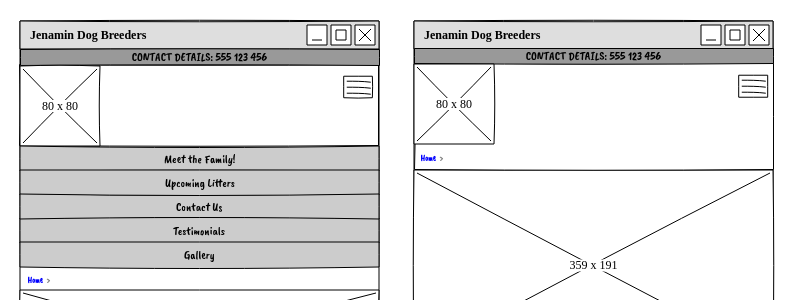 Jenamin Dog Breeders
CONTACT DETAILS: 555 123 456
80 x 80
Meet the Family!
Upcoming Litters
Contact Us
Testimonials
Gallery
Home >
Jenamin Dog Breeders
CONTACT DETAILS: 555 123 456
80 x 80
Home >
359 x 191